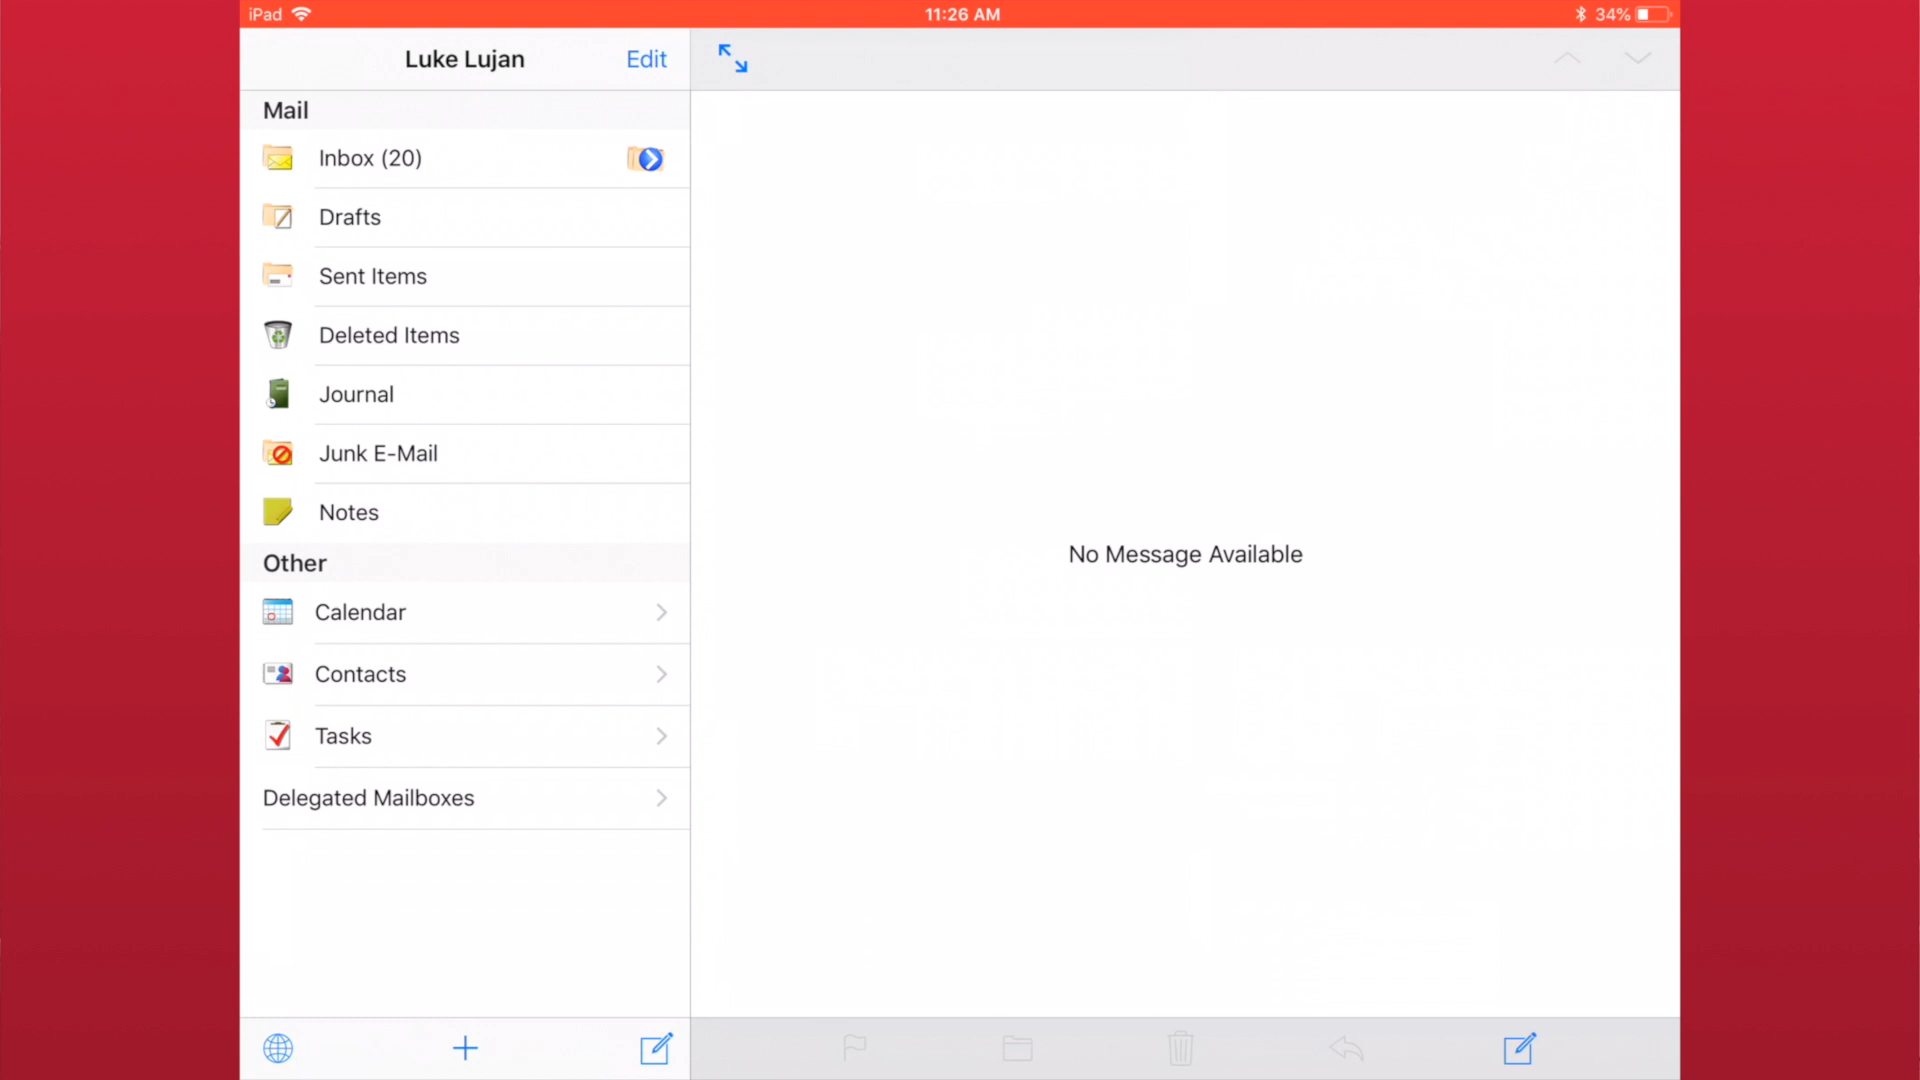 iPad
11:26 AM
34%
Luke Lujan
Edit
Mail
Inbox (20)
Drafts
Sent Items
Deleted Items
Journal
Junk E-Mail
Notes
Other
Calendar
Contacts
Tasks
Delegated Mailboxes
No Message Available